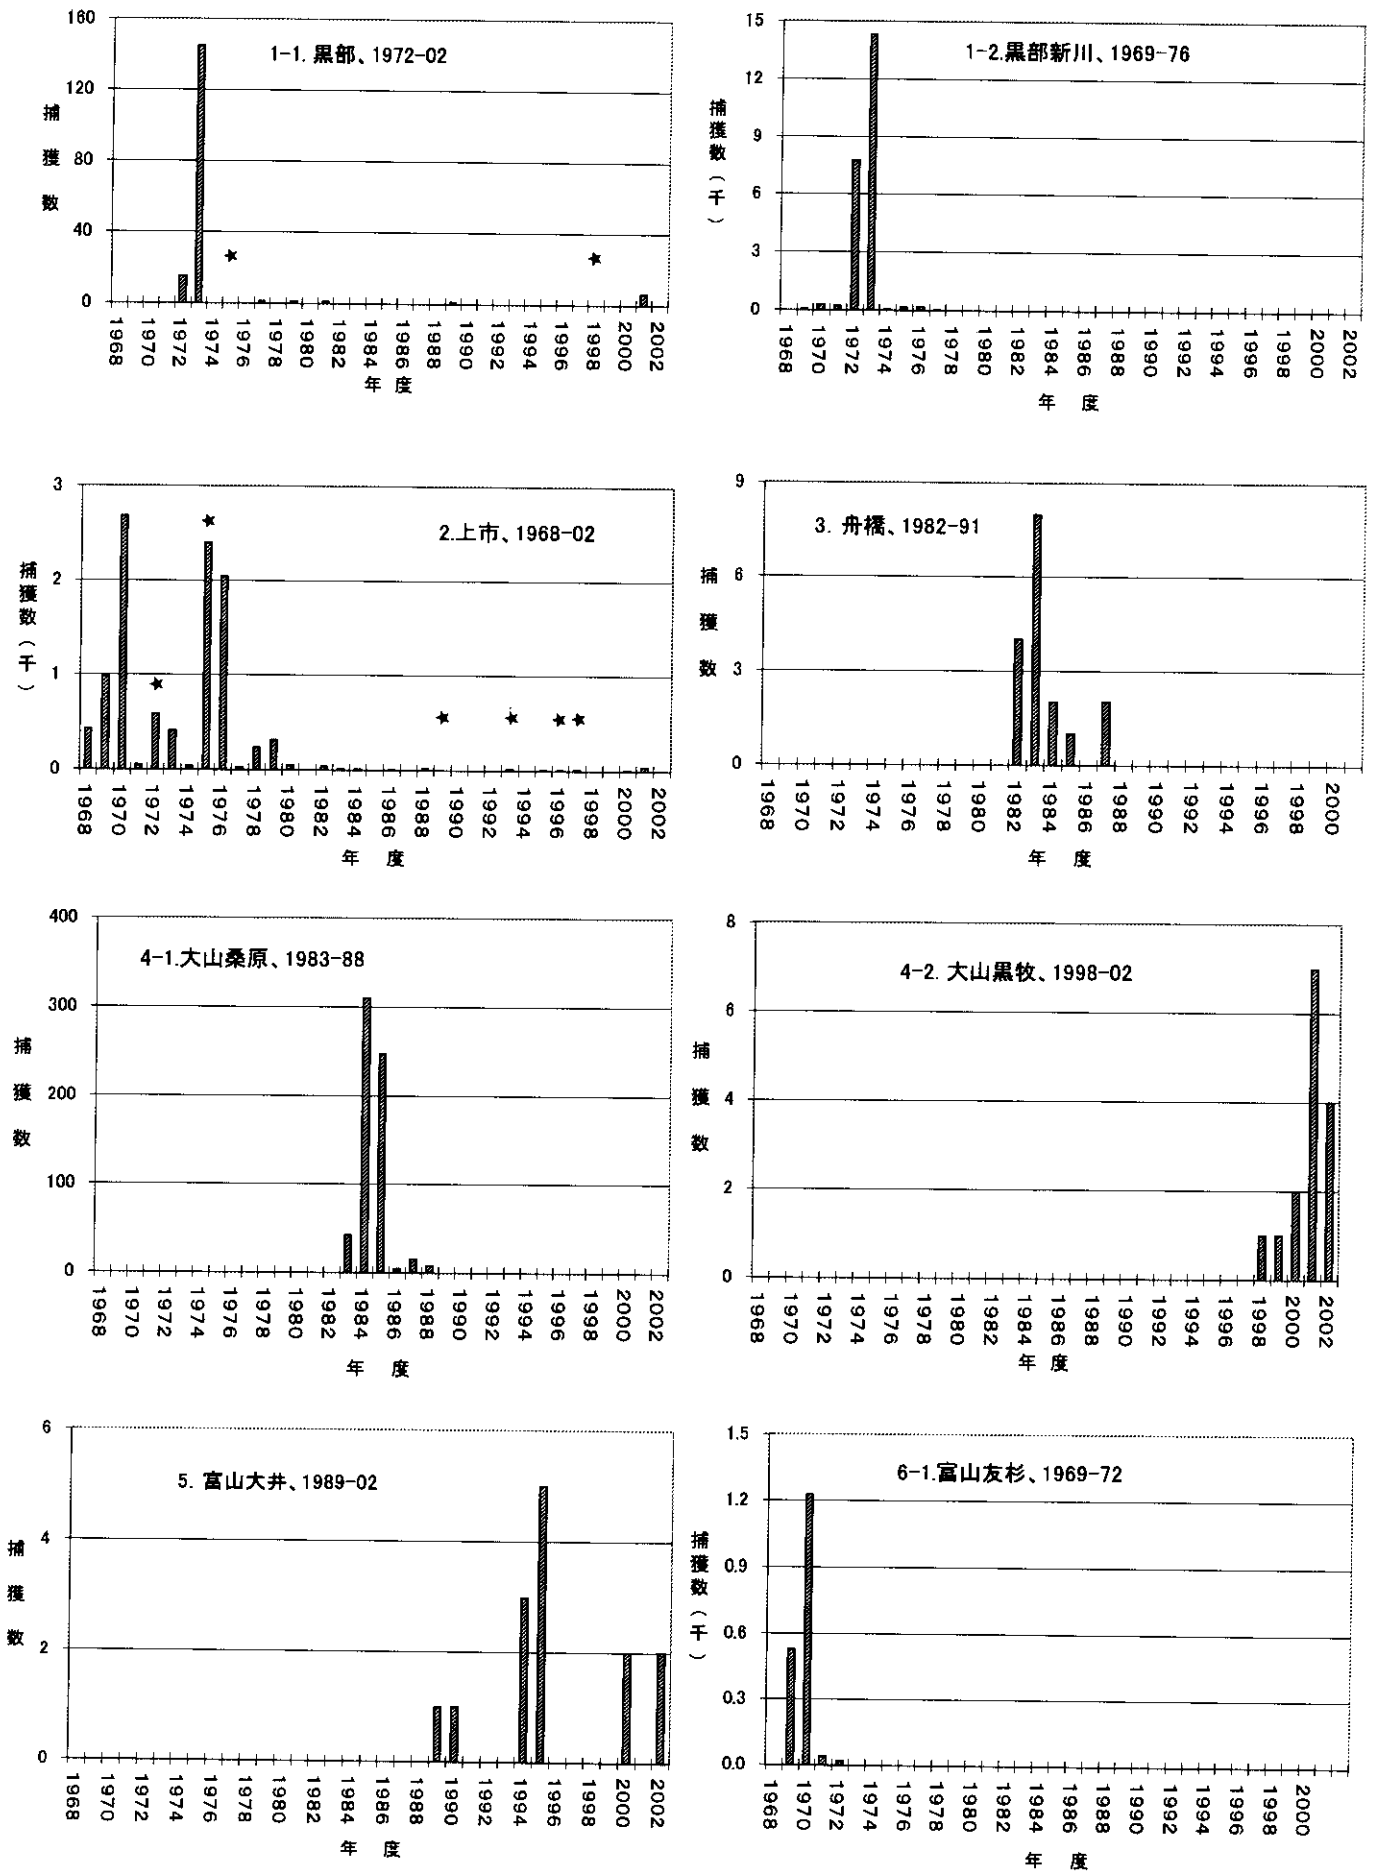 1-1. 黒部、1972-02
160
120
80
40
0
捕獲数
1968 1970 1972 1974 1976 1978 1980 1982 1984 1986 1988 1990 1992 1994 1996 1998 2000 2002
年度
1-2.黒部新川、1969-76
15
12
9
6
3
0
捕獲数(千)
1968 1970 1972 1974 1976 1978 1980 1982 1984 1986 1988 1990 1992 1994 1996 1998 2000 2002
年度
2.上市、1968-02
3
2
1
0
捕獲数(千)
1968 1970 1972 1974 1976 1978 1980 1982 1984 1986 1988 1990 1992 1994 1996 1998 2000 2002
年度
3. 舟橋、1982-91
9
6
3
0
捕獲数
1968 1970 1972 1974 1976 1978 1980 1982 1984 1986 1988 1990 1992 1994 1996 1998 2000
年度
4-1.大山桑原、1983-88
400
300
200
100
0
捕獲数
1968 1970 1972 1974 1976 1978 1980 1982 1984 1986 1988 1990 1992 1994 1996 1998 2000 2002
年度
4-2. 大山黒牧、1998-02
8
6
4
2
0
捕獲数
1968 1970 1972 1974 1976 1978 1980 1982 1984 1986 1988 1990 1992 1994 1996 1998 2000 2002
年度
5. 富山大井、1989-02
6
4
2
0
捕獲数
1968 1970 1972 1974 1976 1978 1980 1982 1984 1986 1988 1990 1992 1994 1996 1998 2000 2002
年度
6-1.富山友杉、1969-72
1.5
1.2
0.9
0.6
0.3
0.0
捕獲数(千)
1968 1970 1972 1974 1976 1978 1980 1982 1984 1986 1988 1990 1992 1994 1996 1998 2000
年度